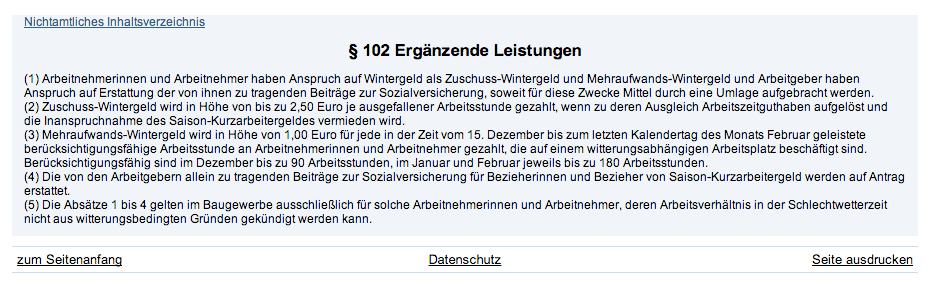 Nichtamtliches Inhaltsverzeichnis
§ 102 Ergänzende Leistungen
(1) Arbeitnehmerinnen und Arbeitnehmer haben Anspruch auf Wintergeld als Zuschuss-Wintergeld und Mehraufwands-Wintergeld und Arbeitgeber haben
Anspruch auf Erstattung der von ihnen zu tragenden Beiträge zur Sozialversicherung, soweit für diese Zwecke Mittel durch eine Umlage aufgebracht werden.
(2) Zuschuss-Wintergeld wird in Höhe von bis zu 2,50 Euro je ausgefallener Arbeitsstunde gezahlt, wenn zu deren Ausgleich Arbeitszeitguthaben aufgelöst und
die Inanspruchnahme des Saison-Kurzarbeitergeldes vermieden wird.
(3) Mehraufwands-Wintergeld wird in Höhe von 1,00 Euro für jede in der Zeit vom 15. Dezember bis zum letzten Kalendertag des Monats Februar geleistete
berücksichtigungsfähige Arbeitsstunde an Arbeitnehmerinnen und Arbeitnehmer gezahlt, die auf einem witterungsabhängigen Arbeitsplatz beschäftigt sind.
Berücksichtigungsfähig sind im Dezember bis zu 90 Arbeitsstunden, im Januar und Februar jeweils bis zu 180 Arbeitsstunden.
(4) Die von den Arbeitgebern allein zu tragenden Beiträge zur Sozialversicherung für Bezieherinnen und Bezieher von Saison-Kurzarbeitergeld werden auf Antrag
erstattet.
(5) Die Absätze 1 bis 4 gelten im Baugewerbe ausschließlich für solche Arbeitnehmerinnen und Arbeitnehmer, deren Arbeitsverhältnis in der Schlechtwetterzeit
nicht aus witterungsbedingten Gründen gekündigt werden kann.
zum Seitenanfang Datenschutz Seite ausdrucken